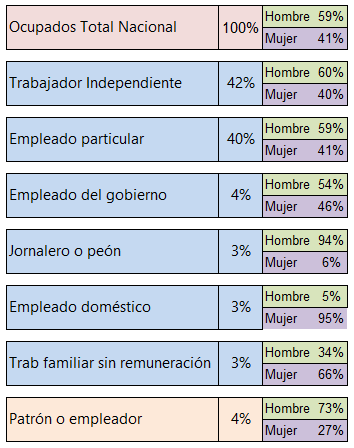 Ocupados Total Nacional 100% Hombre 59%
Mujer 41%
Trabajador Independiente 42% Hombre 60%
Mujer 40%
Empleado particular 40% Hombre 59%
Mujer 41%
Empleado del gobierno 4% Hombre 54%
Mujer 46%
Jornalero o peón 3% Hombre 94%
Mujer 6%
Empleado doméstico 3% Hombre 5%
Mujer 95%
Trab familiar sin remuneración 3% Hombre 34%
Mujer 66%
Patrón o empleador 4% Hombre 73%
Mujer 27%